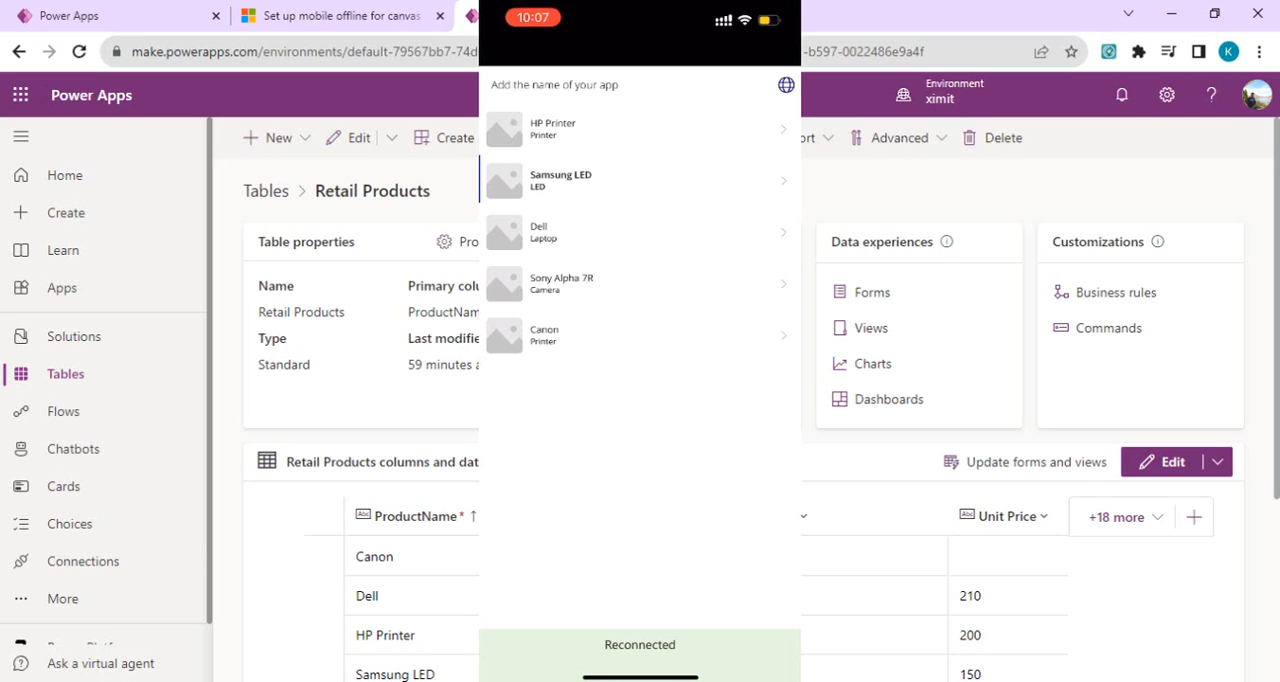 Power Apps
Set up mobile offline for canvas
make.powerapps.com/environments/default-79567bb7-74d
-b597-0022486e9a4f
K
10:07
Power Apps
Environment
ximit
Add the name of your app
HP Printer
Printer
Samsung LED
LED
Dell
Laptop
Sony Alpha 7R
Camera
Canon
Printer
Reconnected
Home
Create
Learn
Apps
Solutions
Tables
Flows
Chatbots
Cards
Choices
Connections
More
Ask a virtual agent
New
Edit
Create
ort
Advanced
Delete
Tables > Retail Products
Table properties
Pro
Name
Primary colu
Retail Products
ProductNam
Type
Last modifie
Standard
59 minutes a
Data experiences
Forms
Views
Charts
Dashboards
Customizations
Business rules
Commands
Retail Products columns and dat
Update forms and views
Edit
ProductName * ↑
Unit Price
+18 more
Canon
Dell
210
HP Printer
200
Samsung LED
150